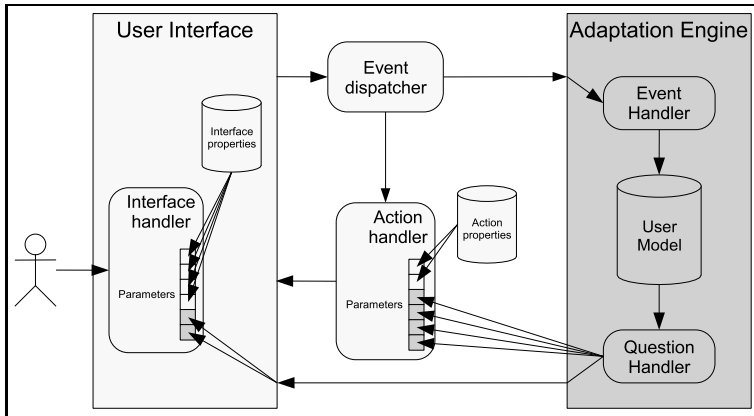 User Interface
Event
dispatcher
Adaptation Engine
Interface
properties
Event
Handler
Interface
handler
Parameters
Action
handler
Parameters
Action
properties
User
Model
Question
Handler